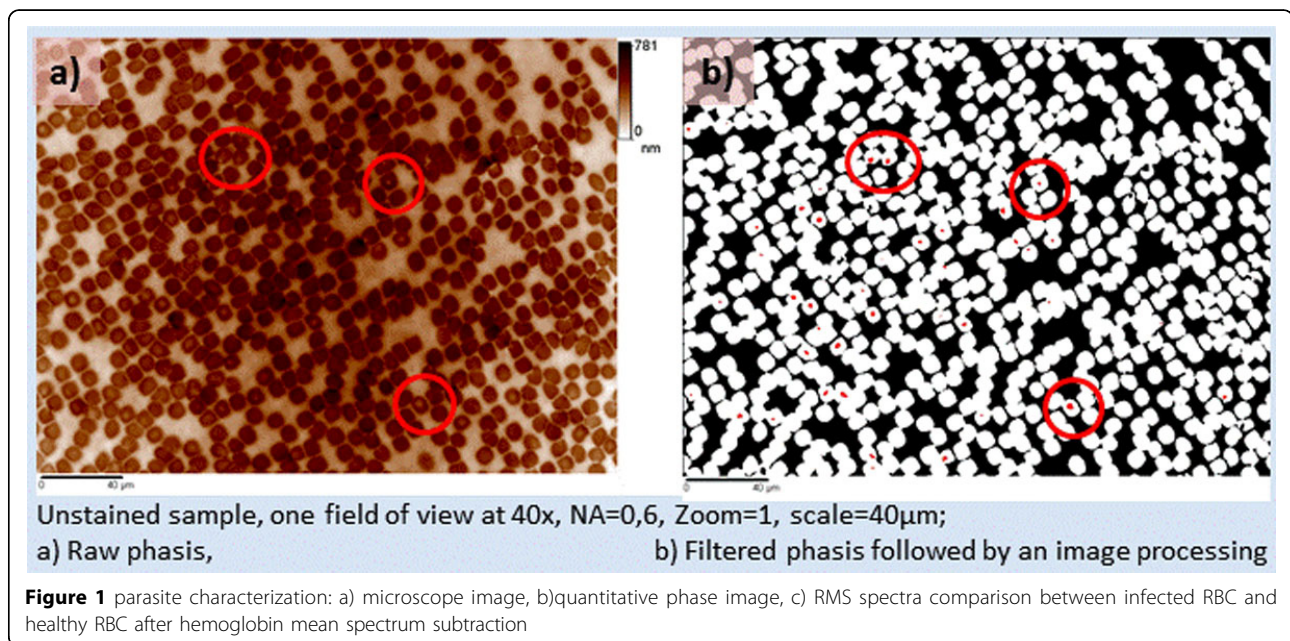 a)
781
0
nm
b)
0 40 µm
0 40 µm
Unstained sample, one field of view at 40x, NA=0,6, Zoom=1, scale=40µm;
a) Raw phasis, b) Filtered phasis followed by an image processing
Figure 1 parasite characterization: a) microscope image, b)quantitative phase image, c) RMS spectra comparison between infected RBC and
healthy RBC after hemoglobin mean spectrum subtraction